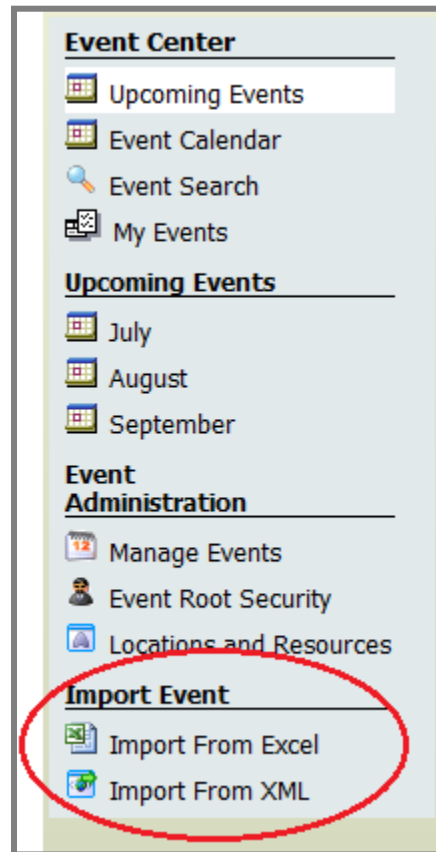 Event Center
Upcoming Events
Event Calendar
Event Search
My Events
Upcoming Events
July
August
September
Event
Administration
12
Manage Events
Event Root Security
Locations and Resources
Import Event
Import From Excel
Import From XML